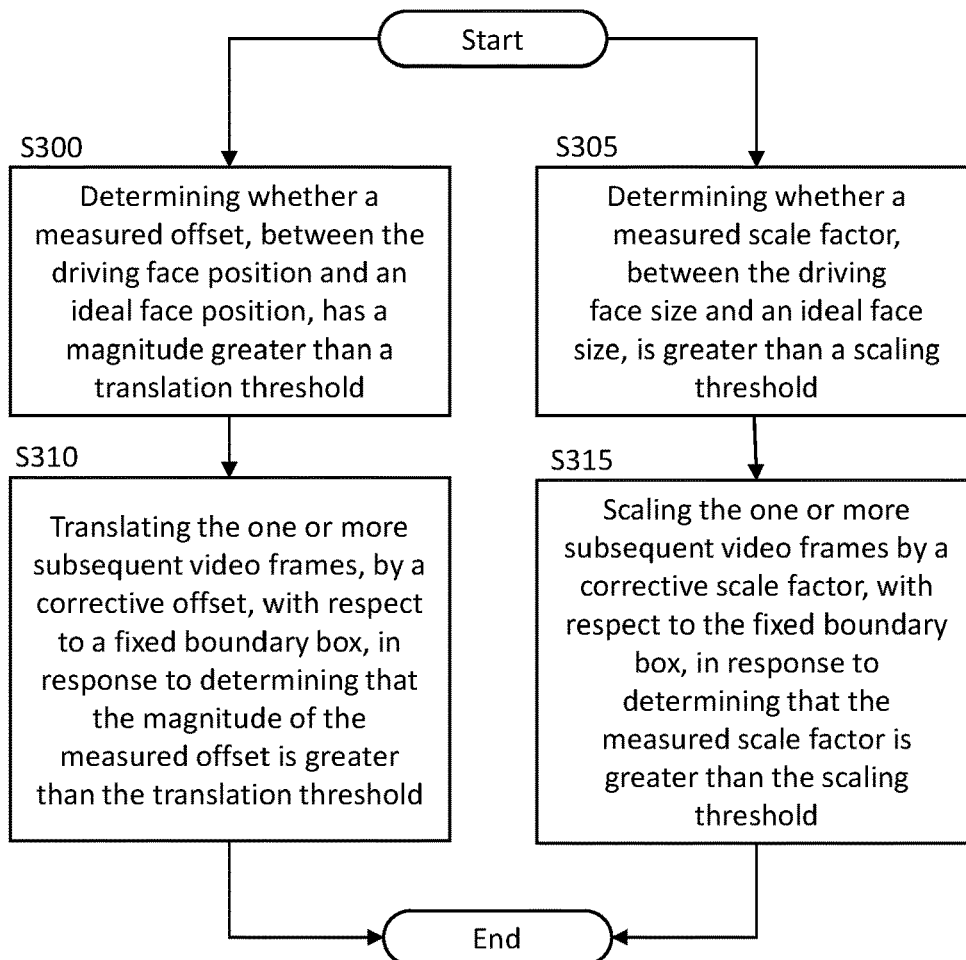 Start
S300
Determining whether a
measured offset, between the
driving face position and an
ideal face position, has a
magnitude greater than a
translation threshold
S305
Determining whether a
measured scale factor,
between the driving
face size and an ideal face
size, is greater than a scaling
threshold
S310
Translating the one or more
subsequent video frames, by a
corrective offset, with respect
to a fixed boundary box, in
response to determining that
the magnitude of the
measured offset is greater
than the translation threshold
S315
Scaling the one or more
subsequent video frames by a
corrective scale factor, with
respect to the fixed boundary
box, in response to
determining that the
measured scale factor is
greater than the scaling
threshold
End